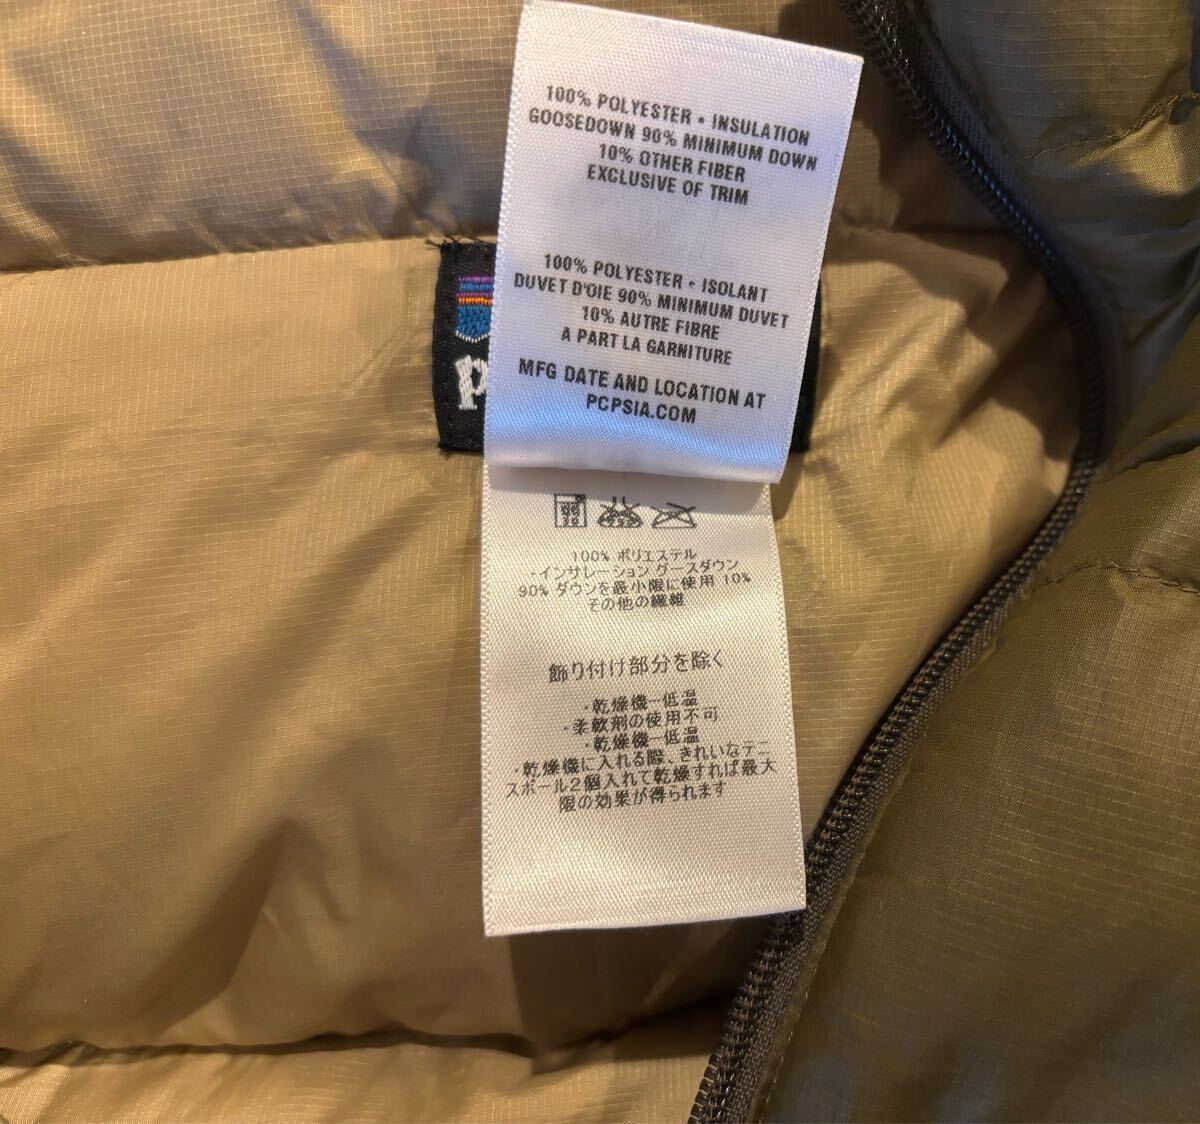 100% POLYESTER • INSULATION
GOOSEDOWN 90% MINIMUM DOWN
10% OTHER FIBER
EXCLUSIVE OF TRIM
100% POLYESTER • ISOLANT
DUVET D'OIE 90% MINIMUM DUVET
10% AUTRE FIBRE
À PART LA GARNITURE
MFG DATE AND LOCATION AT
PCPSIA.COM
100% ポリエステル
・インサレーション グースダウン
90% ダウンを最小限に使用 10%
その他の繊維
飾り付け部分を除く
・乾燥機ー低温
・柔軟剤の使用不可
・乾燥機ー低温
・乾燥機に入れる際、きれいなテニ
スボール2個入れて乾燥すれば最大
限の効果が得られます